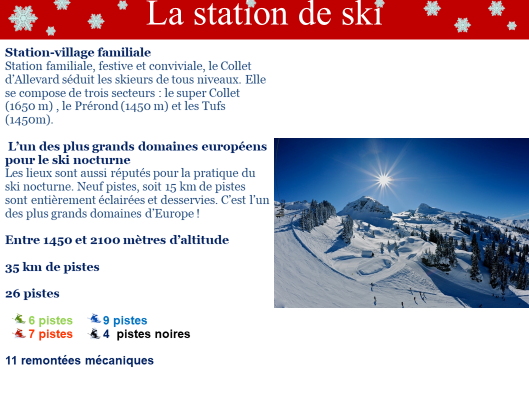 La station de ski
Station-village familiale
Station familiale, festive et conviviale, le Collet
d'Allevard séduit les skieurs de tous niveaux. Elle
se compose de trois secteurs : le super Collet
(1650 m) , le Prérond (1450 m) et les Tufs
(1450m).
L'un des plus grands domaines européens
pour le ski nocturne
Les lieux sont aussi réputés pour la pratique du
ski nocturne. Neuf pistes, soit 15 km de pistes
sont entièrement éclairées et desservies. C'est l'un
des plus grands domaines d'Europe !
Entre 1450 et 2100 mètres d'altitude
35 km de pistes
26 pistes
6 pistes 9 pistes
7 pistes 4 pistes noires
11 remontées mécaniques